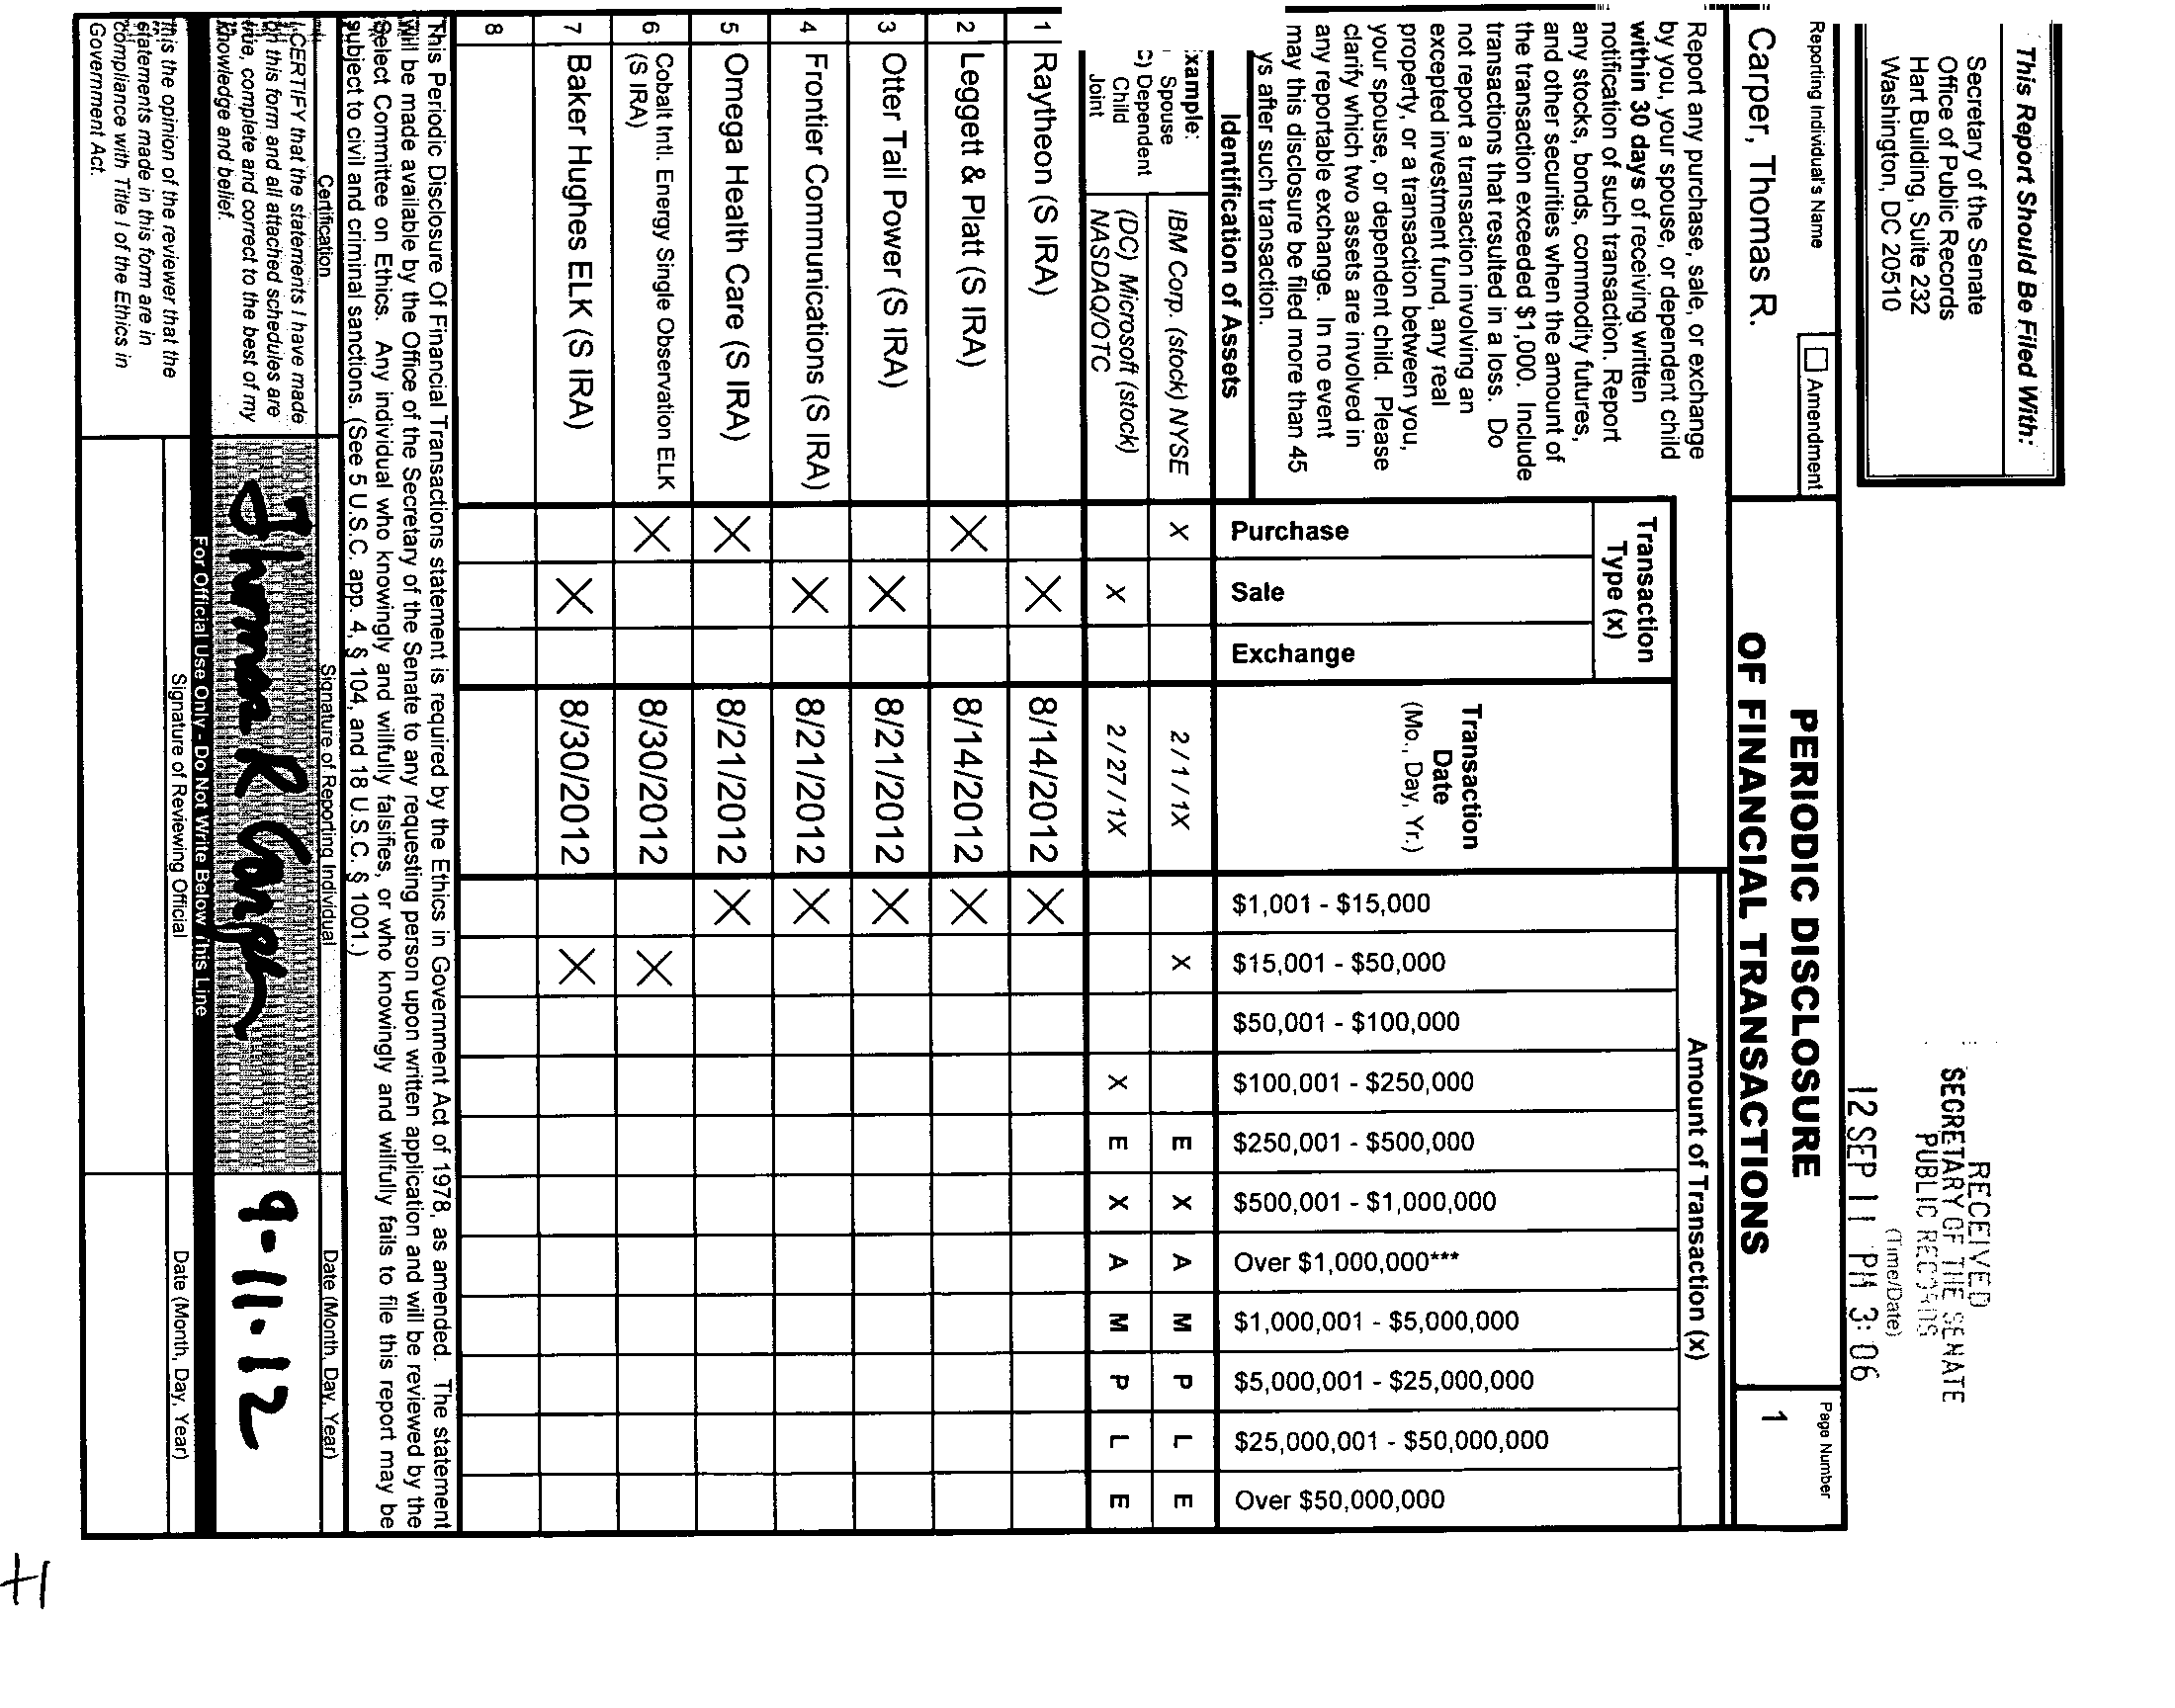 This Report Should Be Filed With:
Secretary of the Senate
Office of Public Records
Hart Building, Suite 232
Washington, DC 20510
RECEIVED
SECRETARY OF THE SENATE
PUBLIC RECORDS
(Time/Date)
12 SEP 11 PM 3:06
Reporting Individual's Name
Amendment
Carper, Thomas R.
PERIODIC DISCLOSURE
OF FINANCIAL TRANSACTIONS
Page Number
1
Report any purchase, sale, or exchange
by you, your spouse, or dependent child
within 30 days of receiving written
notification of such transaction. Report
any stocks, bonds, commodity futures,
and other securities when the amount of
the transaction exceeded $1,000. Include
transactions that resulted in a loss. Do
not report a transaction involving an
excepted investment fund, any real
property, or a transaction between you,
your spouse, or dependent child. Please
clarify which two assets are involved in
any reportable exchange. In no event
may this disclosure be filed more than 45
ys after such transaction.
Identification of Assets
Transaction
Type (x)
Purchase
Sale
Exchange
Transaction
Date
(Mo., Day, Yr.)
Amount of Transaction (x)
$1,001 - $15,000
$15,001 - $50,000
$50,001 - $100,000
$100,001 - $250,000
$250,001 - $500,000
$500,001 - $1,000,000
Over $1,000,000***
$1,000,001 - $5,000,000
$5,000,001 - $25,000,000
$25,000,001 - $50,000,000
Over $50,000,000
xample:
Spouse
C) Dependent
Child
Joint
IBM Corp. (stock) NYSE X 2 / 1 / 1X X E X A M P L E
(DC) Microsoft (stock)
NASDAQ/OTC X 2 / 27 / 1X X E X A M P L E
1 Raytheon (S IRA) X 8/14/2012 X
2 Leggett & Platt (S IRA) X 8/14/2012 X
3 Otter Tail Power (S IRA) X 8/21/2012 X
4 Frontier Communications (S IRA) X 8/21/2012 X
5 Omega Health Care (S IRA) X 8/21/2012 X
6 Cobalt Intl. Energy Single Observation ELK
(S IRA) X 8/30/2012 X
7 Baker Hughes ELK (S IRA) X 8/30/2012 X
8
This Periodic Disclosure Of Financial Transactions statement is required by the Ethics in Government Act of 1978, as amended. The statement
will be made available by the Office of the Secretary of the Senate to any requesting person upon written application and will be reviewed by the
Select Committee on Ethics. Any individual who knowingly and willfully falsifies, or who knowingly and willfully fails to file this report may be
subject to civil and criminal sanctions. (See 5 U.S.C. app. 4, § 104, and 18 U.S.C. § 1001.)
Certification
Signature of Reporting Individual
Date (Month, Day, Year)
I CERTIFY that the statements I have made
on this form and all attached schedules are
true, complete and correct to the best of my
knowledge and belief.
Thomas R Carper
9-11-12
For Official Use Only - Do Not Write Below This Line
this the opinion of the reviewer that the
statements made in this form are in
compliance with Title I of the Ethics in
Government Act.
Signature of Reviewing Official
Date (Month, Day, Year)